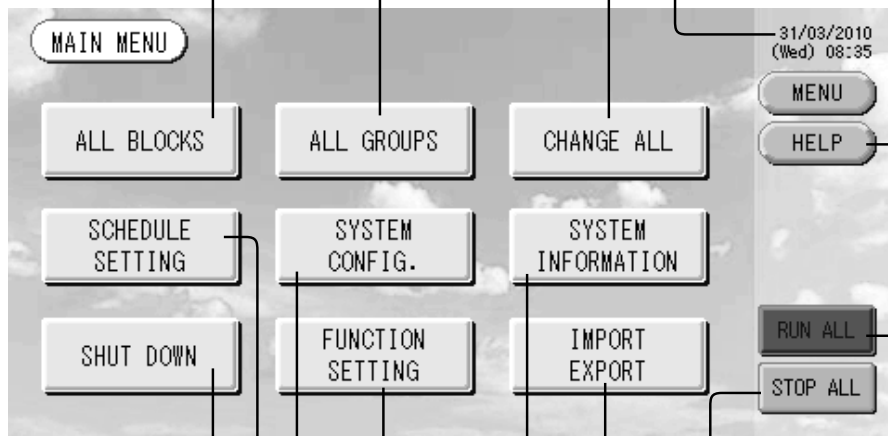 MAIN MENU
31/03/2010
(Wed) 08:35
MENU
HELP
ALL BLOCKS
ALL GROUPS
CHANGE ALL
SCHEDULE
SETTING
SYSTEM
CONFIG.
SYSTEM
INFORMATION
SHUT DOWN
FUNCTION
SETTING
IMPORT
EXPORT
RUN ALL
STOP ALL